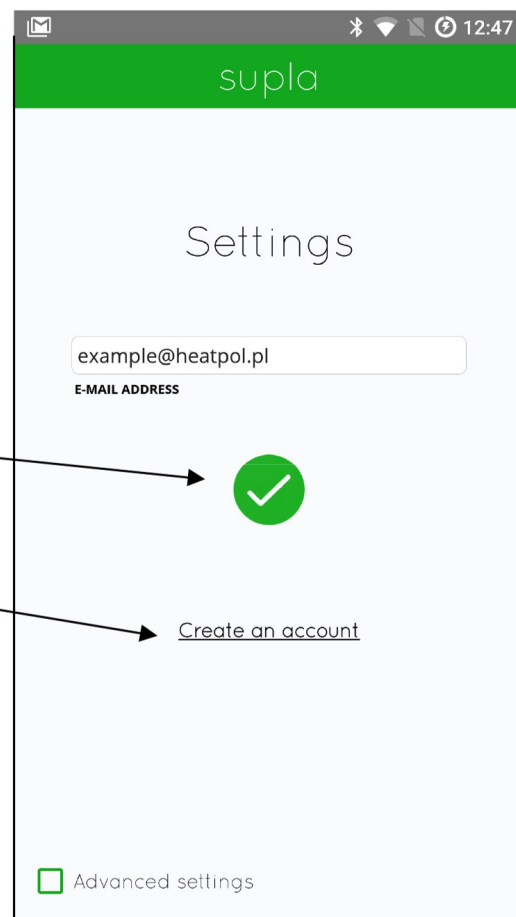 12:47
supla
Settings
example@heatpol.pl
E-MAIL ADDRESS
Create an account
Advanced settings